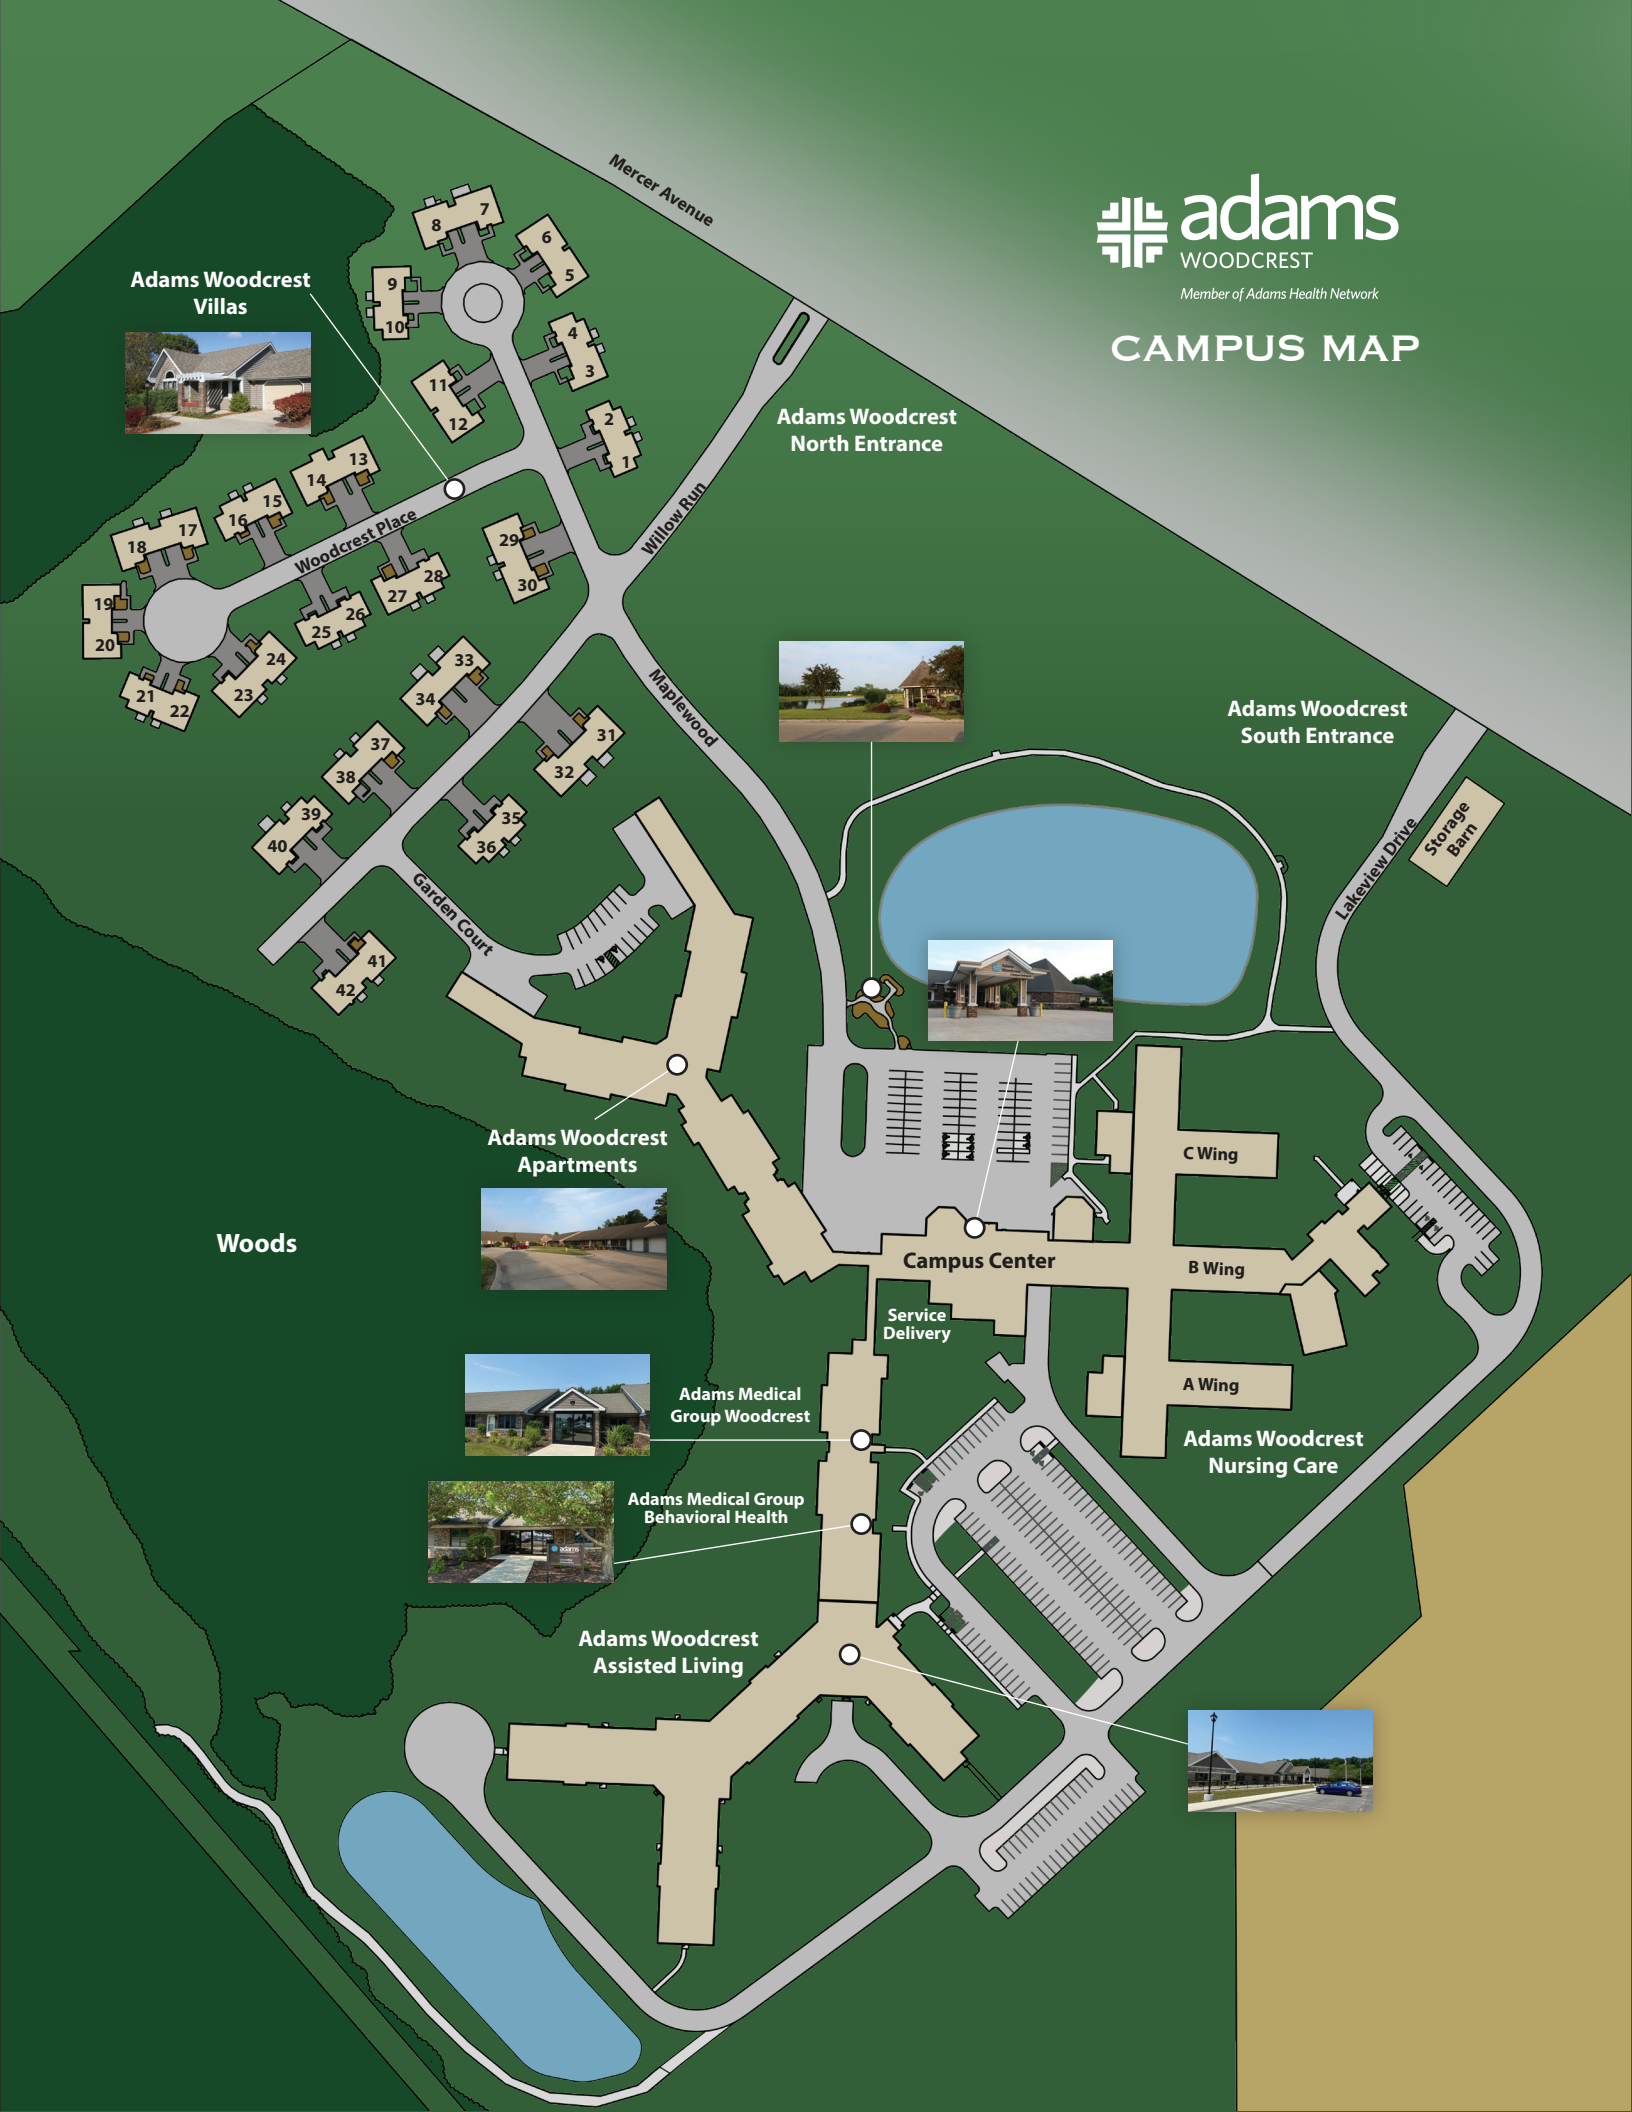 Mercer Avenue
adams
WOODCREST
Member of Adams Health Network
CAMPUS MAP
Adams Woodcrest
Villas
7
8
6
5
9
10
4
3
11
12
2
1
Adams Woodcrest
North Entrance
Willow Run
13
14
15
16
17
18
Woodcrest Place
29
30
28
27
26
25
19
20
24
23
21
22
33
34
31
32
Maplewood
Adams Woodcrest
South Entrance
37
38
39
40
35
36
Storage
Barn
Lakeview Drive
Garden Court
41
42
Adams Woodcrest
Apartments
C Wing
Woods
Campus Center
B Wing
Service
Delivery
A Wing
Adams Medical
Group Woodcrest
Adams Woodcrest
Nursing Care
Adams Medical Group
Behavioral Health
adams
Adams Woodcrest
Assisted Living